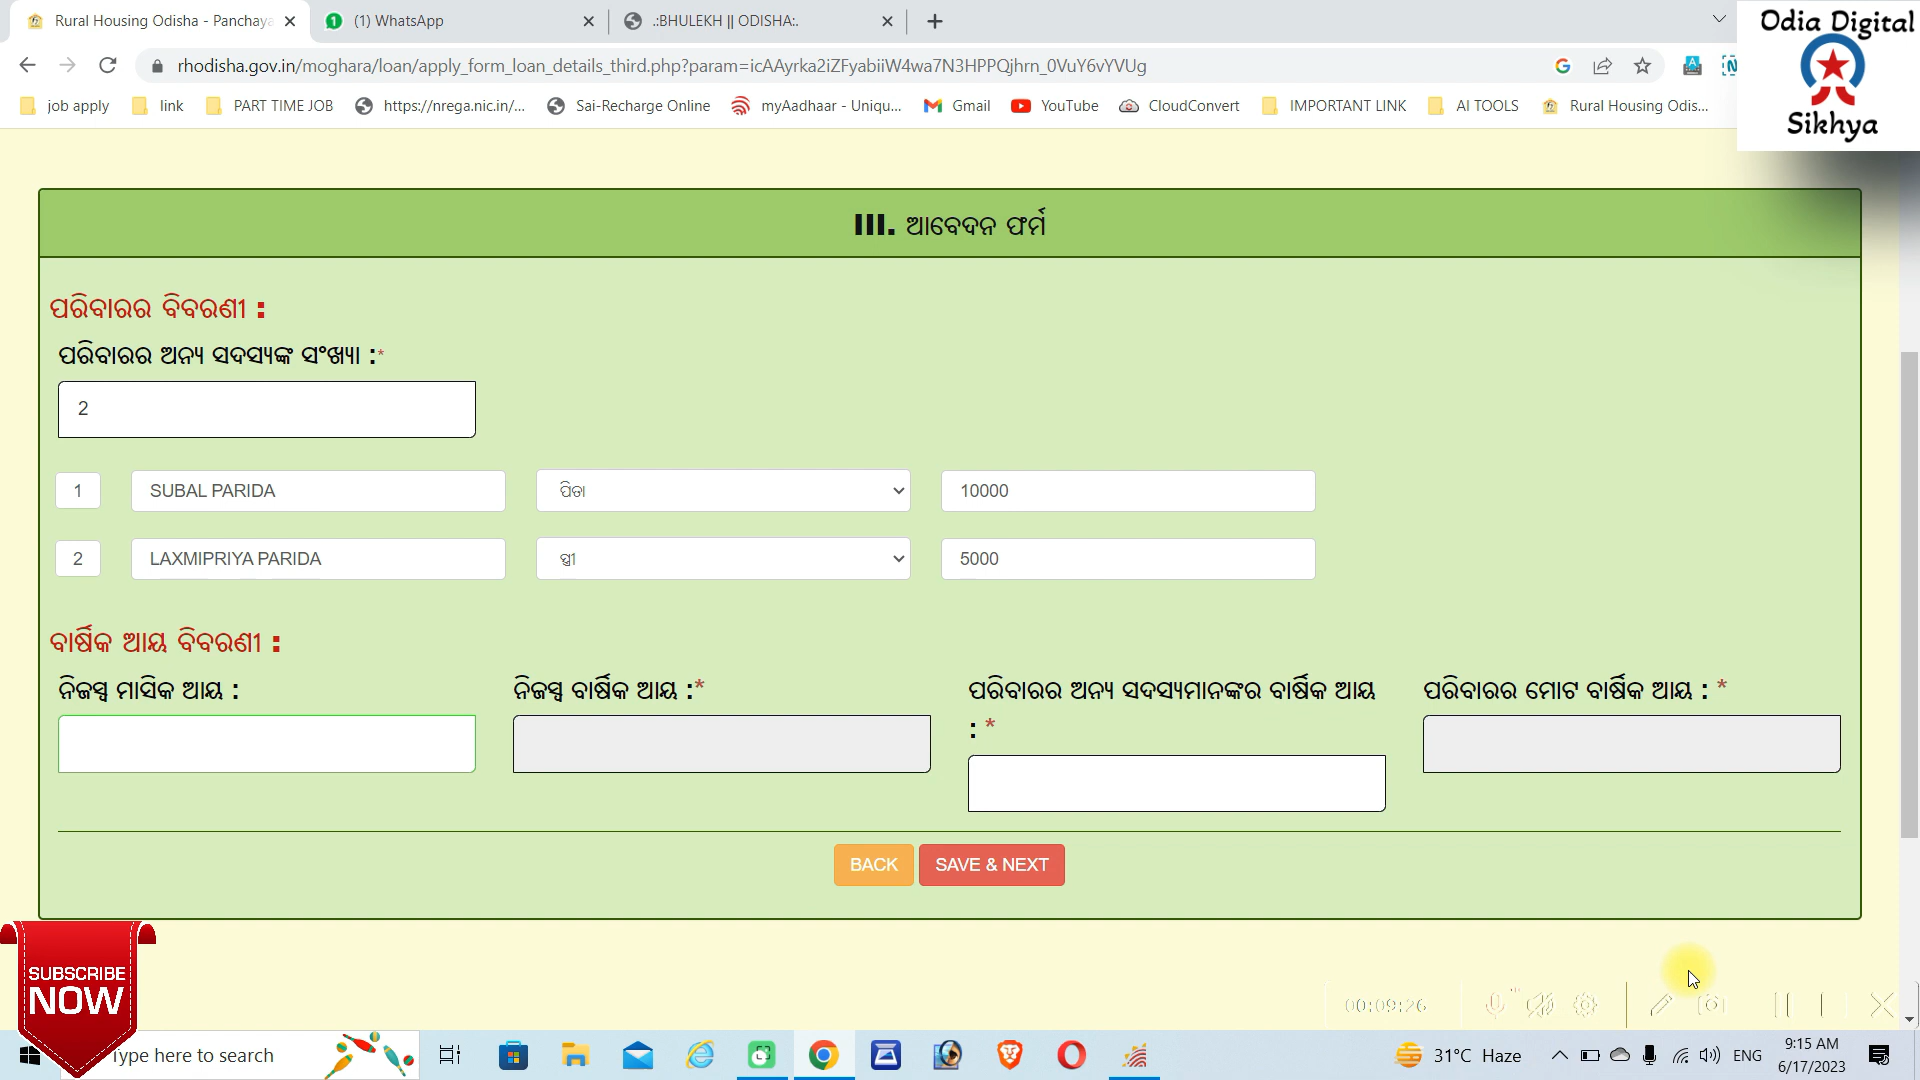 Rural Housing Odisha - Panchaya
(1) WhatsApp
.:BHULEKH || ODISHA:.
Odia Digital
Sikhya
rhodisha.gov.in/moghara/loan/apply_form_loan_details_third.php?param=icAAyrka2iZFyabiiW4wa7N3HPPQjhrn_0VuY6vYVUg
job apply
link
PART TIME JOB
https://nrega.nic.in/...
Sai-Recharge Online
myAadhaar - Uniqu...
Gmail
YouTube
CloudConvert
IMPORTANT LINK
AI TOOLS
Rural Housing Odis...
III. ଆବେଦନ ଫର୍ମ
ପରିବାରର ବିବରଣୀ :
ପରିବାରର ଅନ୍ୟ ସଦସ୍ୟଙ୍କ ସଂଖ୍ୟା :*
2
1 SUBAL PARIDA ପିତା 10000
2 LAXMIPRIYA PARIDA ସ୍ତ୍ରୀ 5000
ବାର୍ଷିକ ଆୟ ବିବରଣୀ :
ନିଜସ୍ୱ ମାସିକ ଆୟ :
ନିଜସ୍ୱ ବାର୍ଷିକ ଆୟ :*
ପରିବାରର ଅନ୍ୟ ସଦସ୍ୟମାନଙ୍କର ବାର୍ଷିକ ଆୟ
: *
ପରିବାରର ମୋଟ ବାର୍ଷିକ ଆୟ : *
BACK
SAVE & NEXT
SUBSCRIBE
NOW
00:09:26
Type here to search
31°C Haze
ENG
9:15 AM
6/17/2023